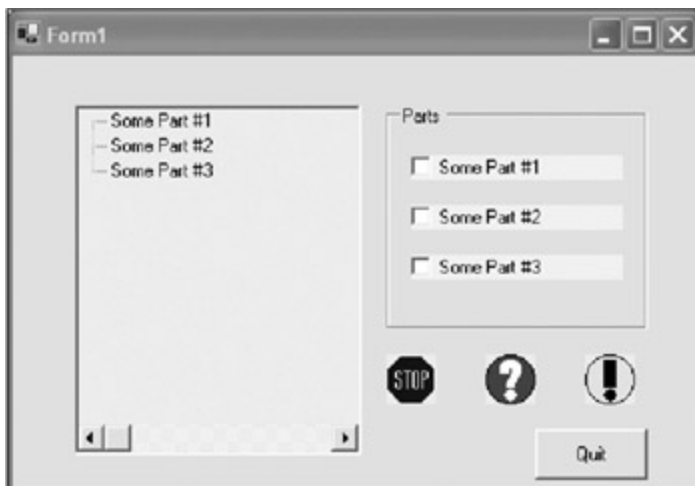 Form1
Some Part #1
Some Part #2
Some Part #3
Parts
Some Part #1
Some Part #2
Some Part #3
STOP
?
!
Quit